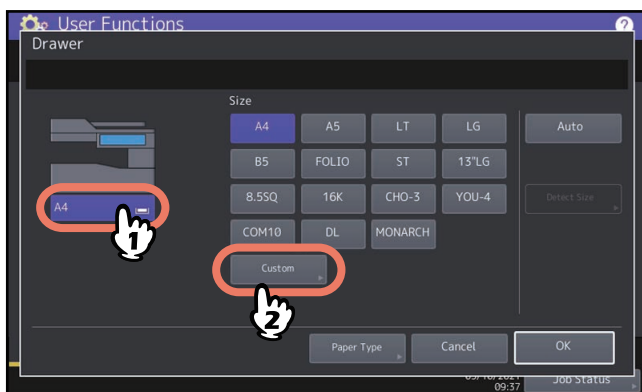 User Functions ?
Drawer
Size
A4 A5 LT LG Auto
B5 FOLIO ST 13"LG
8.5SQ 16K CHO-3 YOU-4 Detect Size
A4
1
COM10 DL MONARCH
Custom
2
Paper Type Cancel OK
09:37 Job Status